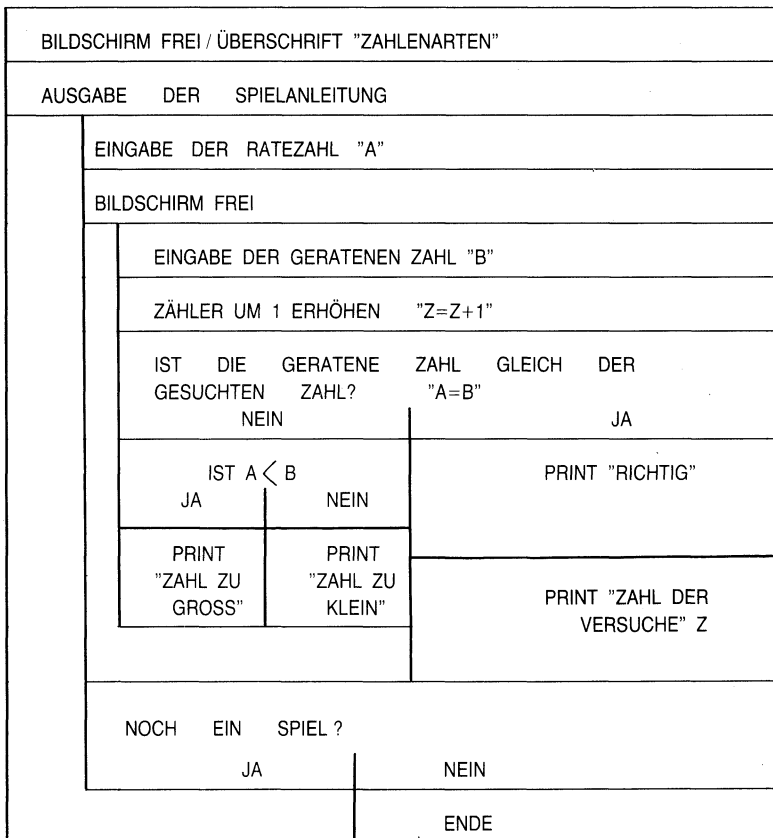 BILDSCHIRM FREI / ÜBERSCHRIFT "ZAHLENARTEN"
AUSGABE DER SPIELANLEITUNG
EINGABE DER RATEZAHL "A"
BILDSCHIRM FREI
EINGABE DER GERATENEN ZAHL "B"
ZÄHLER UM 1 ERHÖHEN "Z=Z+1"
IST DIE GERATENE ZAHL GLEICH DER
GESUCHTEN ZAHL? "A=B"
NEIN JA
IST A < B PRINT "RICHTIG"
JA NEIN
PRINT
"ZAHL ZU
GROSS"
PRINT
"ZAHL ZU
KLEIN"
PRINT "ZAHL DER
VERSUCHE" Z
NOCH EIN SPIEL?
JA NEIN
ENDE